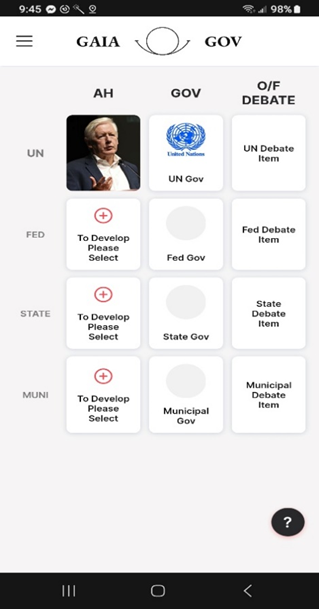 9:45
98%
GAIA GOV
AH GOV O/F
DEBATE
UN
United Nations
UN Gov
UN Debate
Item
FED
To Develop
Please
Select
Fed Gov
Fed Debate
Item
STATE
To Develop
Please
Select
State Gov
State
Debate
Item
MUNI
To Develop
Please
Select
Municipal
Gov
Municipal
Debate
Item
?